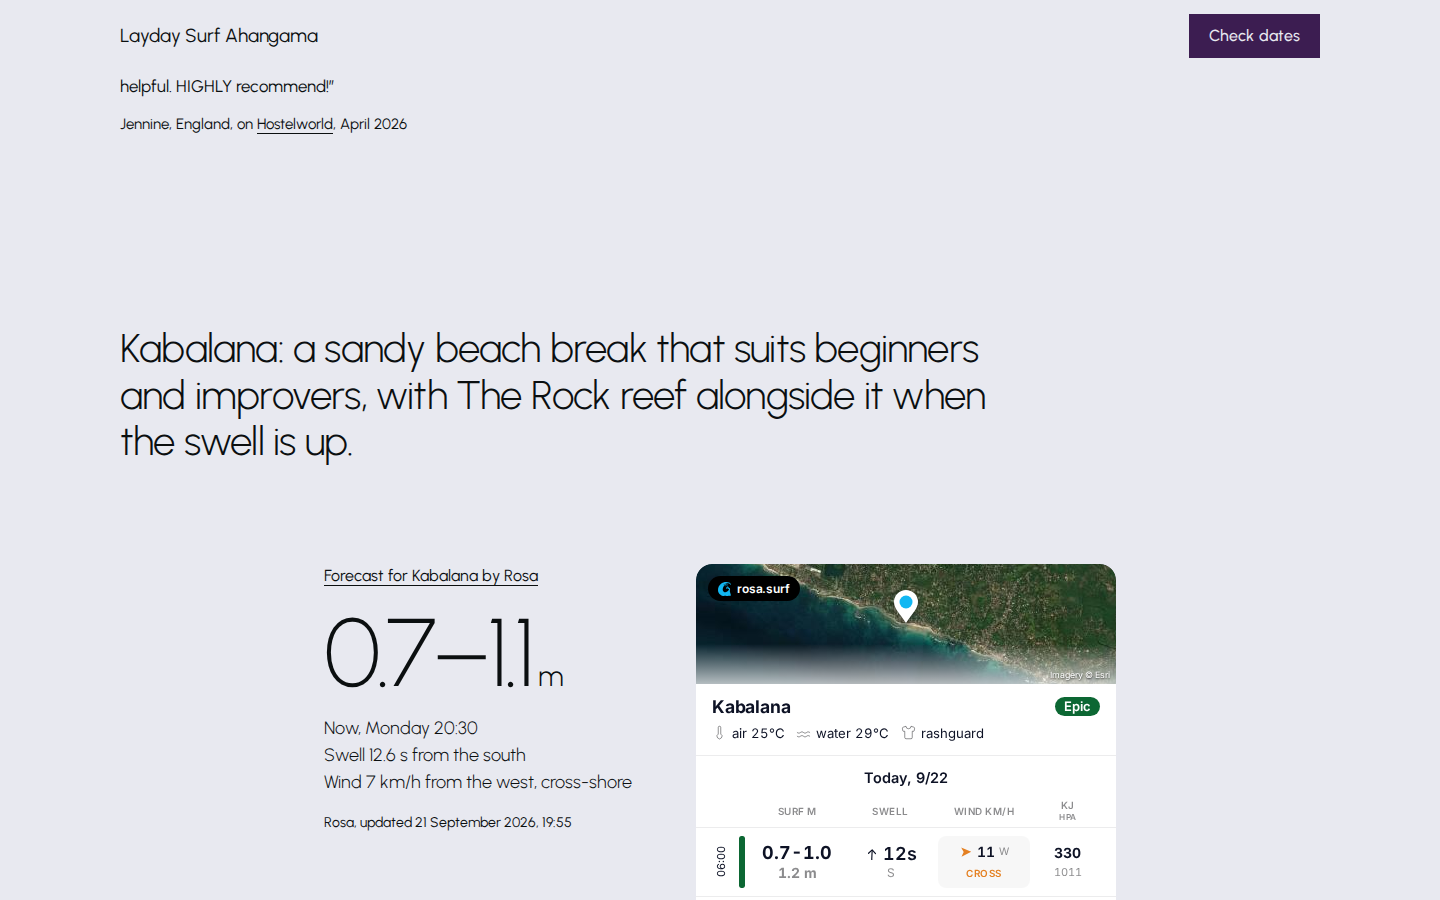 Layday Surf Ahangama
Check dates
helpful. HIGHLY recommend!”
Jennine, England, on Hostelworld, April 2026
Kabalana: a sandy beach break that suits beginners
and improvers, with The Rock reef alongside it when
the swell is up.
Forecast for Kabalana by Rosa
0.7–1.1 m
Now, Monday 20:30
Swell 12.6 s from the south
Wind 7 km/h from the west, cross-shore
Rosa, updated 21 September 2026, 19:55
rosa.surf
Imagery © Esri
Kabalana
Epic
air 25°C water 29°C rashguard
Today, 9/22
SURF M SWELL WIND KM/H KJ
HPA
06:00
0.7-1.0 ↑ 12s ➤ 11 W 330
1.2 m S CROSS 1011